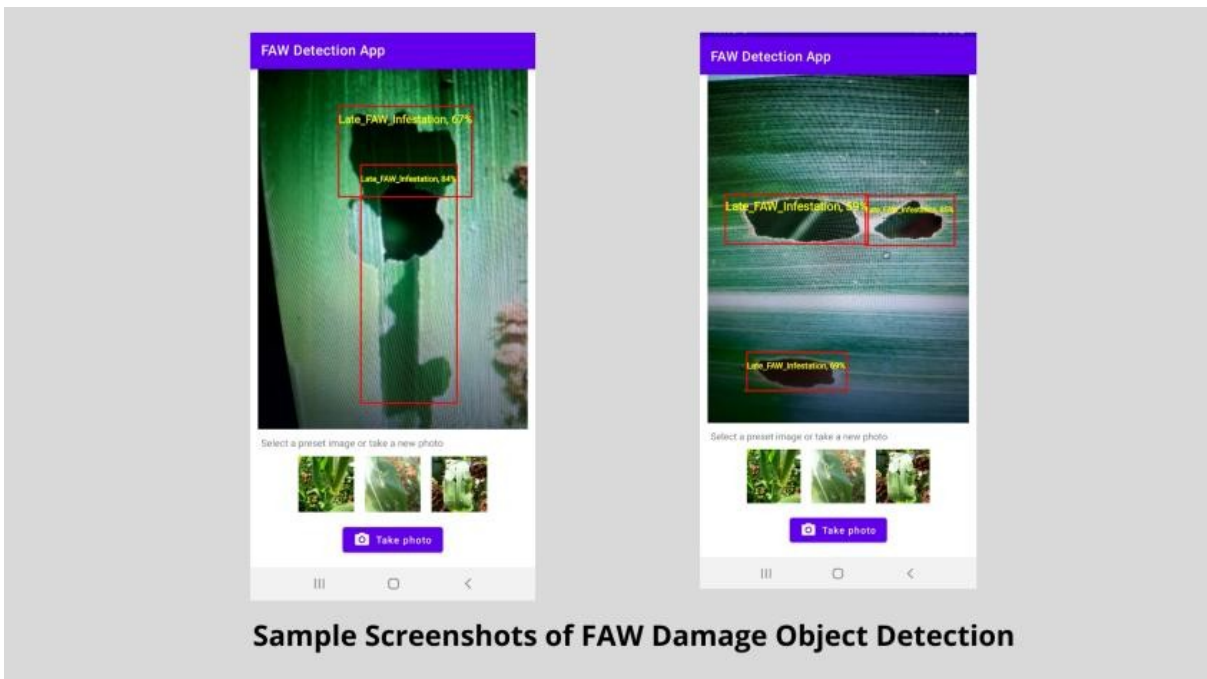 FAW Detection App
Late_FAW_Infestation, 67%
Late_FAW_Infestation, 84%
Select a preset image or take a new photo
Take photo
FAW Detection App
Late_FAW_Infestation, 59%
Late_FAW_Infestation,
Late_FAW_Infestation, 69%
Select a preset image or take a new photo
Take photo
Sample Screenshots of FAW Damage Object Detection